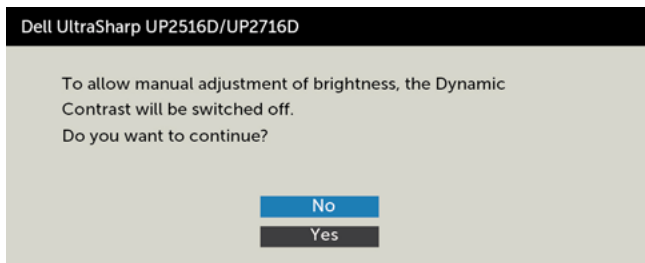 Dell UltraSharp UP2516D/UP2716D
To allow manual adjustment of brightness, the Dynamic
Contrast will be switched off.
Do you want to continue?
No
Yes